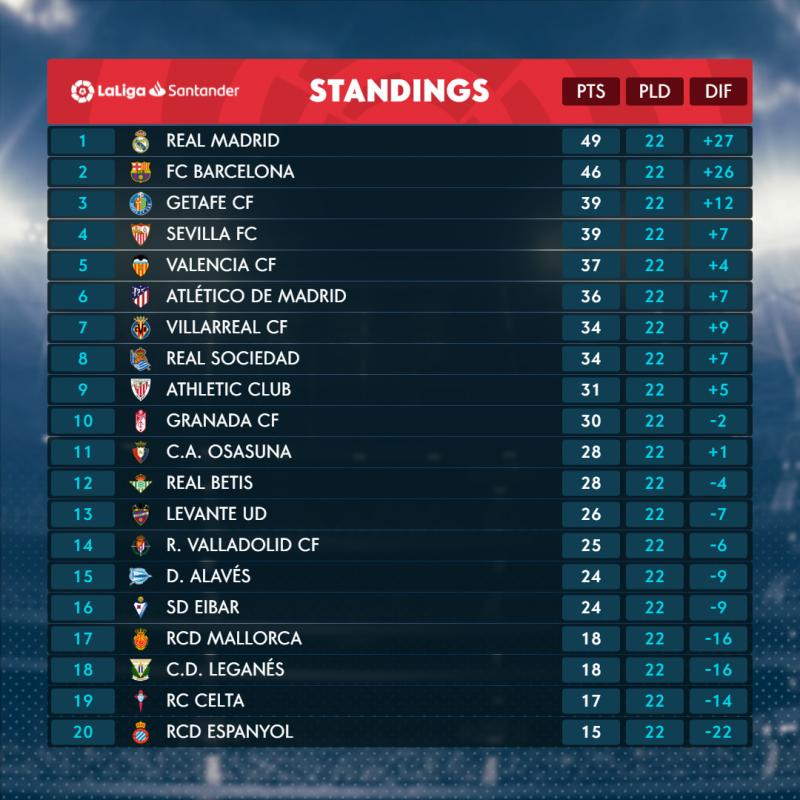 LaLiga Santander STANDINGS PTS PLD DIF
1 REAL MADRID 49 22 +27
2 FC BARCELONA 46 22 +26
3 GETAFE CF 39 22 +12
4 SEVILLA FC 39 22 +7
5 VALENCIA CF 37 22 +4
6 ATLÉTICO DE MADRID 36 22 +7
7 VILLARREAL CF 34 22 +9
8 REAL SOCIEDAD 34 22 +7
9 ATHLETIC CLUB 31 22 +5
10 GRANADA CF 30 22 -2
11 C.A. OSASUNA 28 22 +1
12 REAL BETIS 28 22 -4
13 LEVANTE UD 26 22 -7
14 R. VALLADOLID CF 25 22 -6
15 D. ALAVÉS 24 22 -9
16 SD EIBAR 24 22 -9
17 RCD MALLORCA 18 22 -16
18 C.D. LEGANÉS 18 22 -16
19 RC CELTA 17 22 -14
20 RCD ESPANYOL 15 22 -22